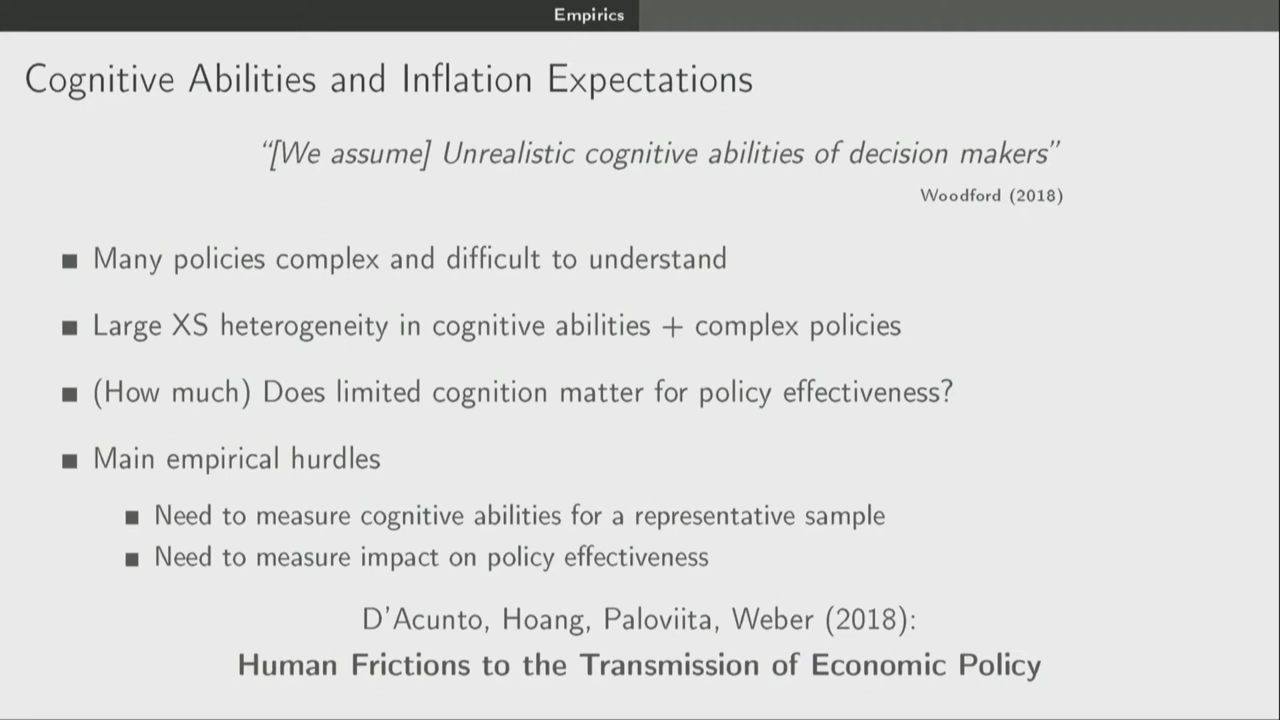 Empirics
Cognitive Abilities and Inflation Expectations
“[We assume] Unrealistic cognitive abilities of decision makers”
Woodford (2018)
■ Many policies complex and difficult to understand
■ Large XS heterogeneity in cognitive abilities + complex policies
■ (How much) Does limited cognition matter for policy effectiveness?
■ Main empirical hurdles
■ Need to measure cognitive abilities for a representative sample
■ Need to measure impact on policy effectiveness
D'Acunto, Hoang, Paloviita, Weber (2018):
Human Frictions to the Transmission of Economic Policy